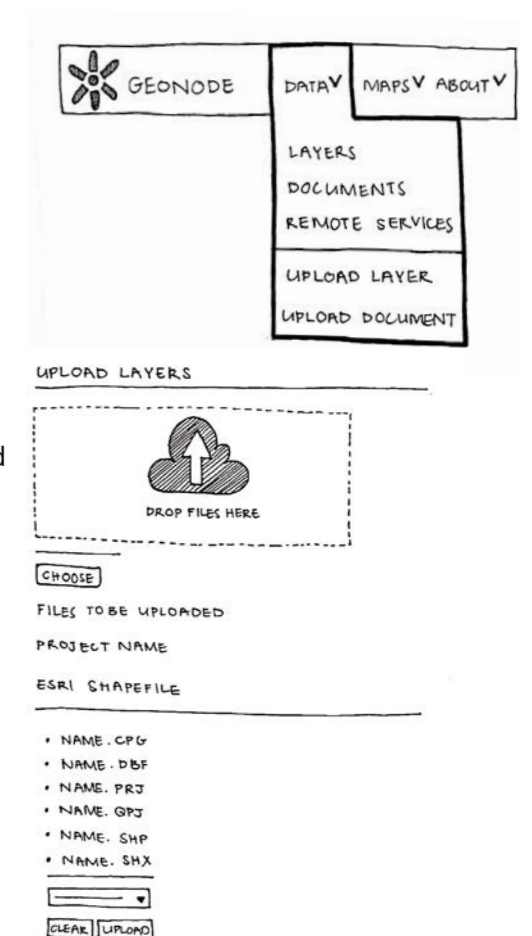 GEONODE DATA MAPS ABOUT
LAYERS
DOCUMENTS
REMOTE SERVICES
UPLOAD LAYER
UPLOAD DOCUMENT
UPLOAD LAYERS
DROP FILES HERE
CHOOSE
FILES TO BE UPLOADED
PROJECT NAME
ESRI SHAPEFILE
• NAME.CPG
• NAME.DBF
• NAME.PRJ
• NAME.QPJ
• NAME.SHP
• NAME.SHX
CLEAR UPLOAD